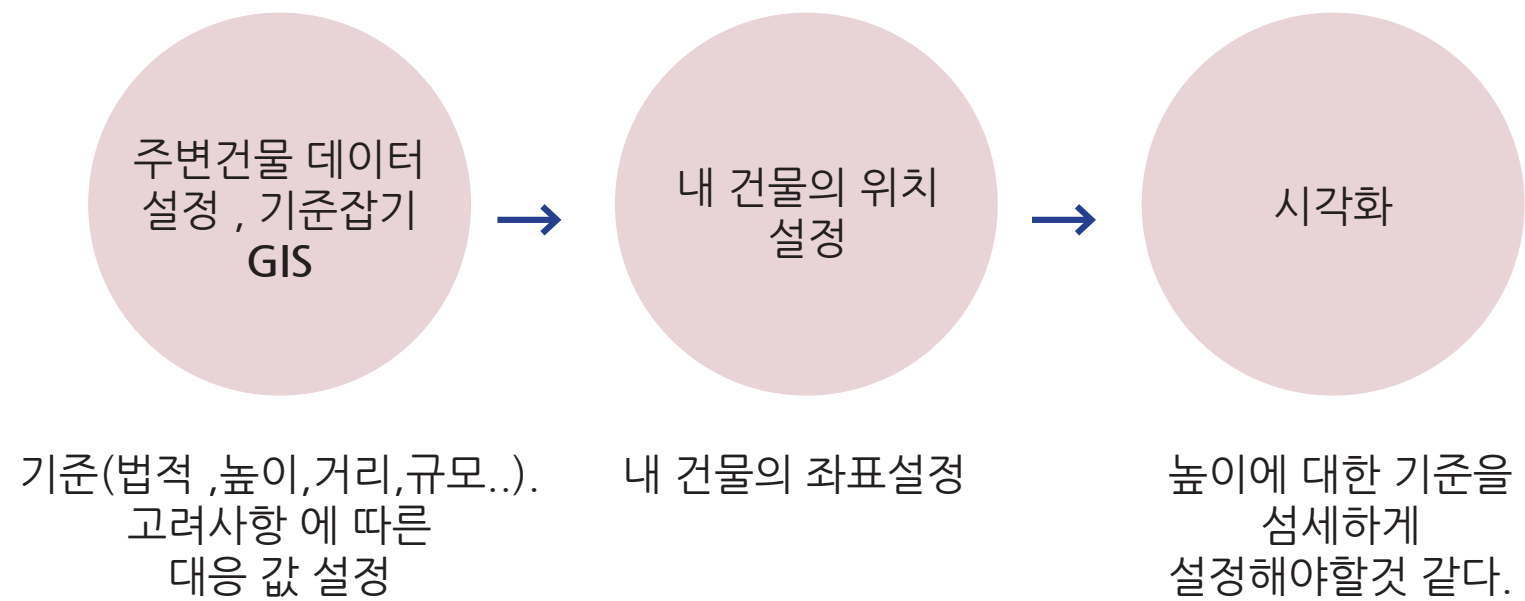 주변건물 데이터
설정 , 기준잡기
GIS
→
내 건물의 위치
설정
→
시각화
기준(법적 ,높이,거리,규모..).
고려사항 에 따른
대응 값 설정
내 건물의 좌표설정
높이에 대한 기준을
섬세하게
설정해야할것 같다.